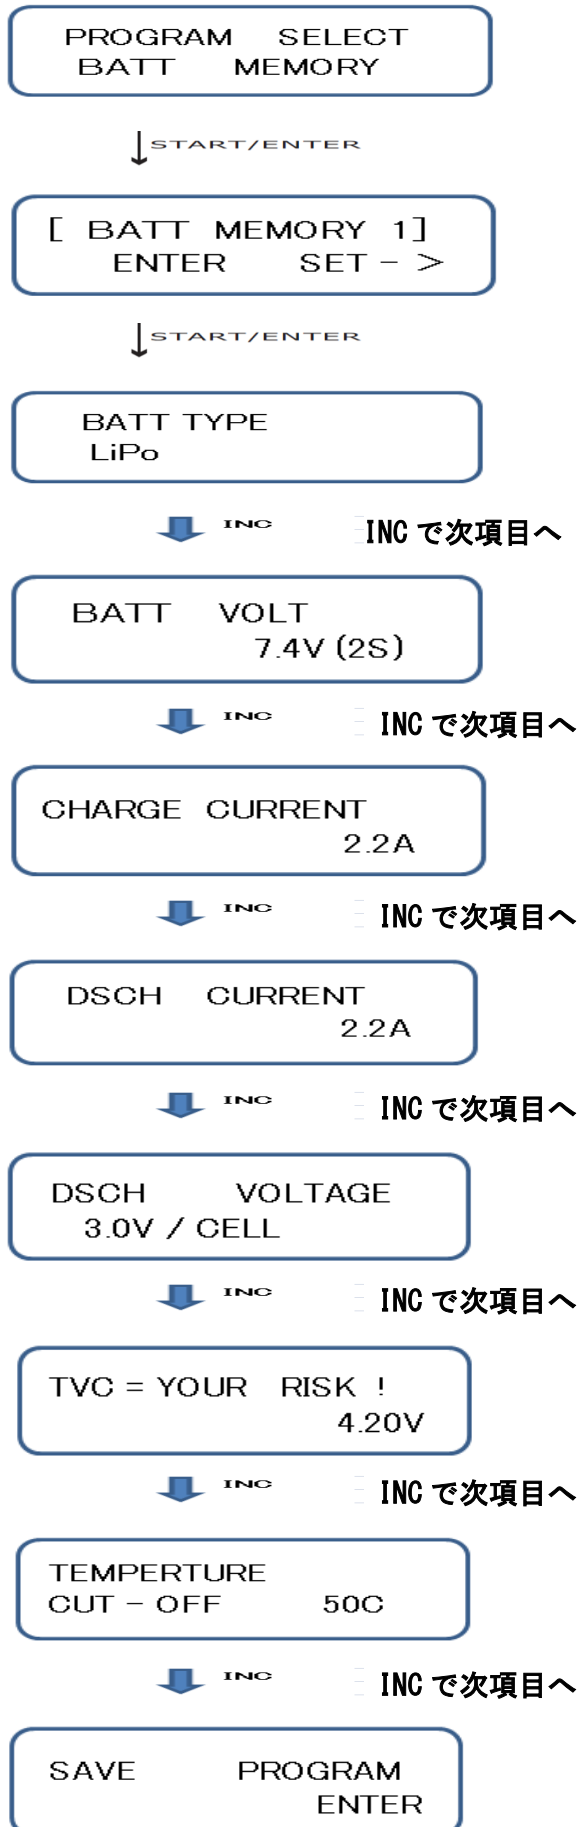 PROGRAM SELECT
BATT MEMORY
↓START/ENTER
[ BATT MEMORY 1]
ENTER SET－＞
↓START/ENTER
BATT TYPE
LiPo
INC INCで次項目へ
BATT VOLT
7.4V (2S)
INC INCで次項目へ
CHARGE CURRENT
2.2A
INC INCで次項目へ
DSCH CURRENT
2.2A
INC INCで次項目へ
DSCH VOLTAGE
3.0V / CELL
INC INCで次項目へ
TVC = YOUR RISK !
4.20V
INC INCで次項目へ
TEMPERTURE
CUT－OFF 50C
INC INCで次項目へ
SAVE PROGRAM
ENTER